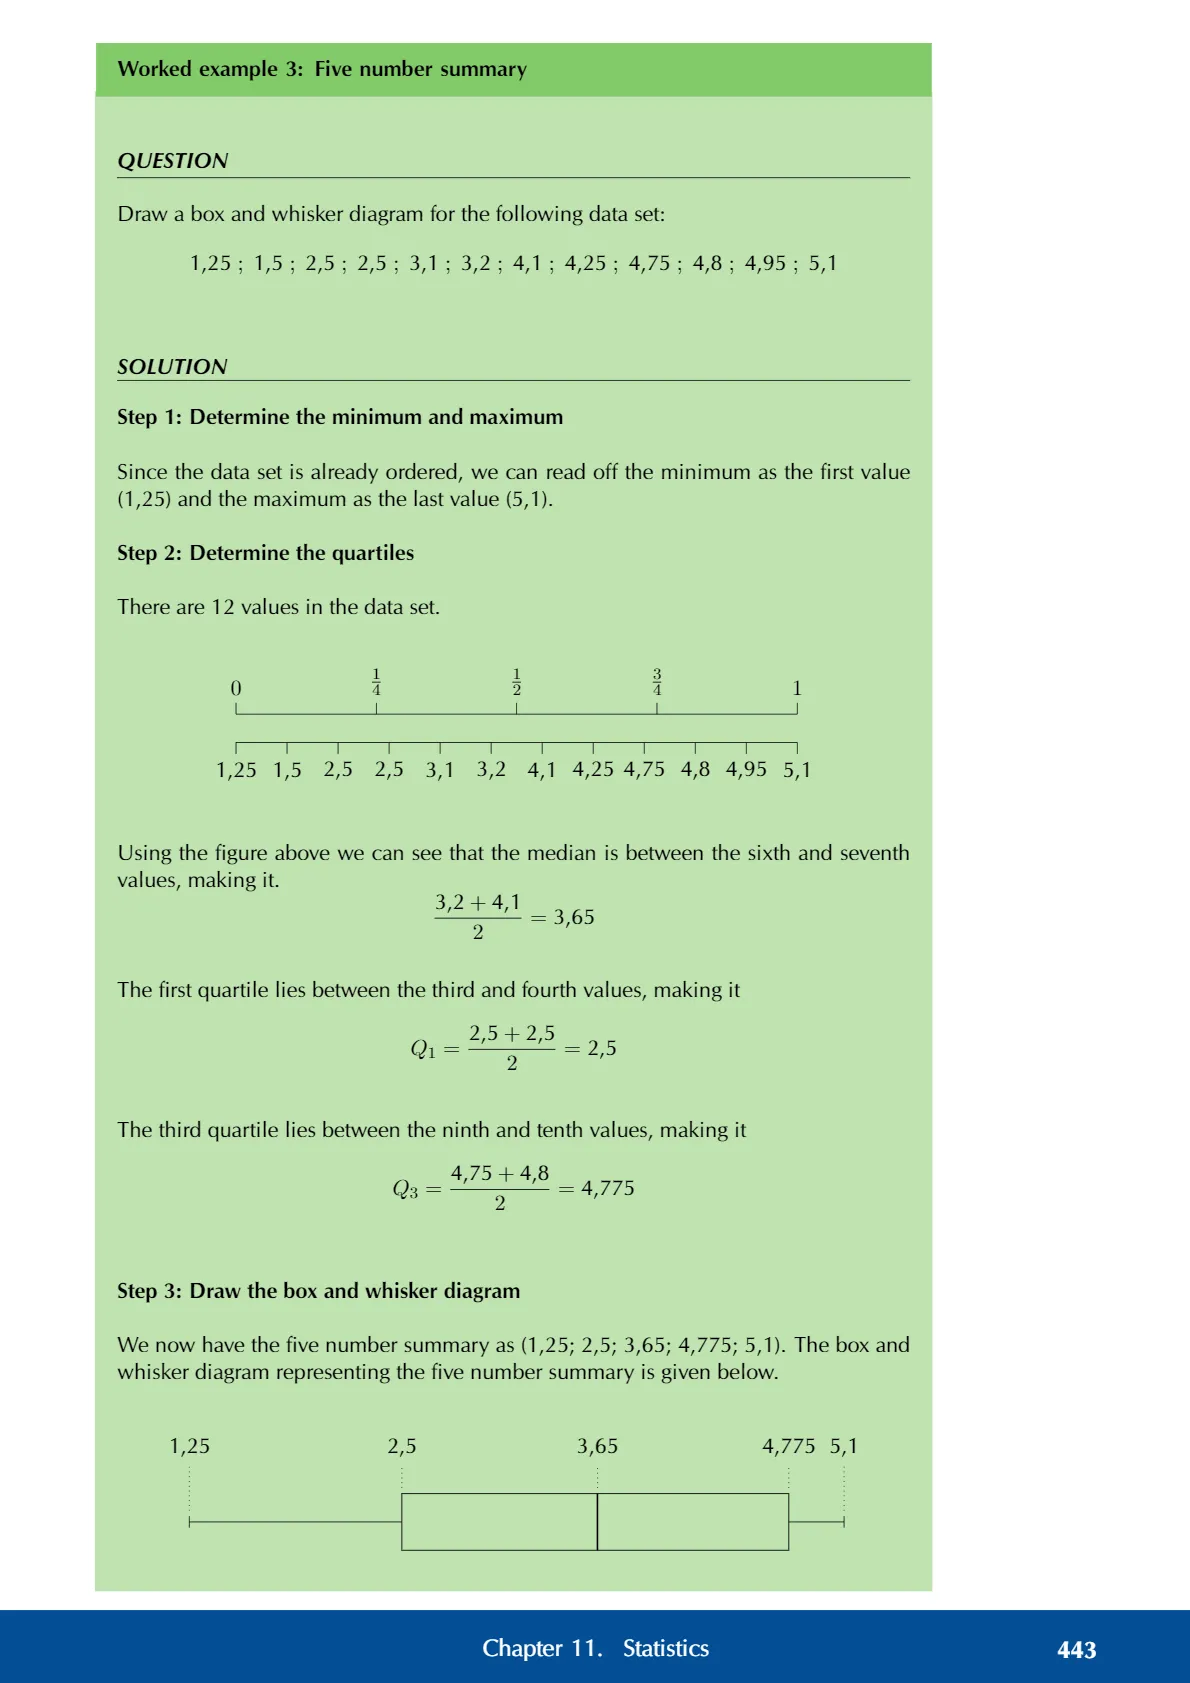 Worked example 3: Five number summary
QUESTION
Draw a box and whisker diagram for the following data set:
1,25 ; 1,5 ; 2,5 ; 2,5 ; 3,1 ; 3,2 ; 4,1 ; 4,25 ; 4,75 ; 4,8 ; 4,95 ; 5,1
SOLUTION
Step 1: Determine the minimum and maximum
Since the data set is already ordered, we can read off the minimum as the first value
(1,25) and the maximum as the last value (5,1).
Step 2: Determine the quartiles
There are 12 values in the data set.
0 1/4 1/2 3/4 1
1,25 1,5 2,5 2,5 3,1 3,2 4,1 4,25 4,75 4,8 4,95 5,1
Using the figure above we can see that the median is between the sixth and seventh
values, making it.
(3,2 + 4,1)/2 = 3,65
The first quartile lies between the third and fourth values, making it
Q₁ = (2,5 + 2,5)/2 = 2,5
The third quartile lies between the ninth and tenth values, making it
Q₃ = (4,75 + 4,8)/2 = 4,775
Step 3: Draw the box and whisker diagram
We now have the five number summary as (1,25; 2,5; 3,65; 4,775; 5,1). The box and
whisker diagram representing the five number summary is given below.
1,25 2,5 3,65 4,775 5,1
Chapter 11. Statistics 443